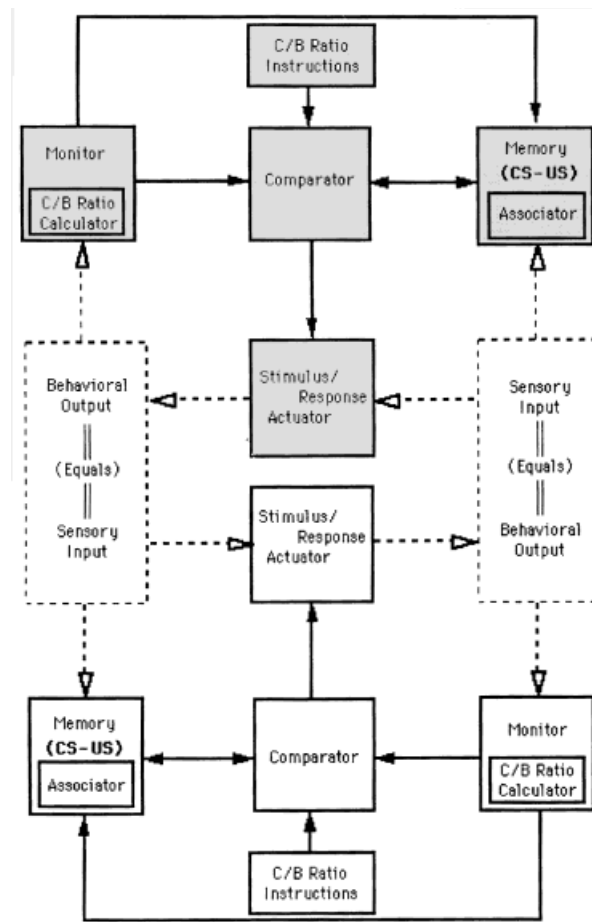 C/B Ratio
Instructions
Monitor
C/B Ratio
Calculator
Comparator
Memory
(CS-US)
Associator
Behavioral
Output
(Equals)
Sensory
Input
Stimulus/
Response
Actuator
Sensory
Input
(Equals)
Behavioral
Output
Stimulus/
Response
Actuator
Memory
(CS-US)
Associator
Comparator
Monitor
C/B Ratio
Calculator
C/B Ratio
Instructions